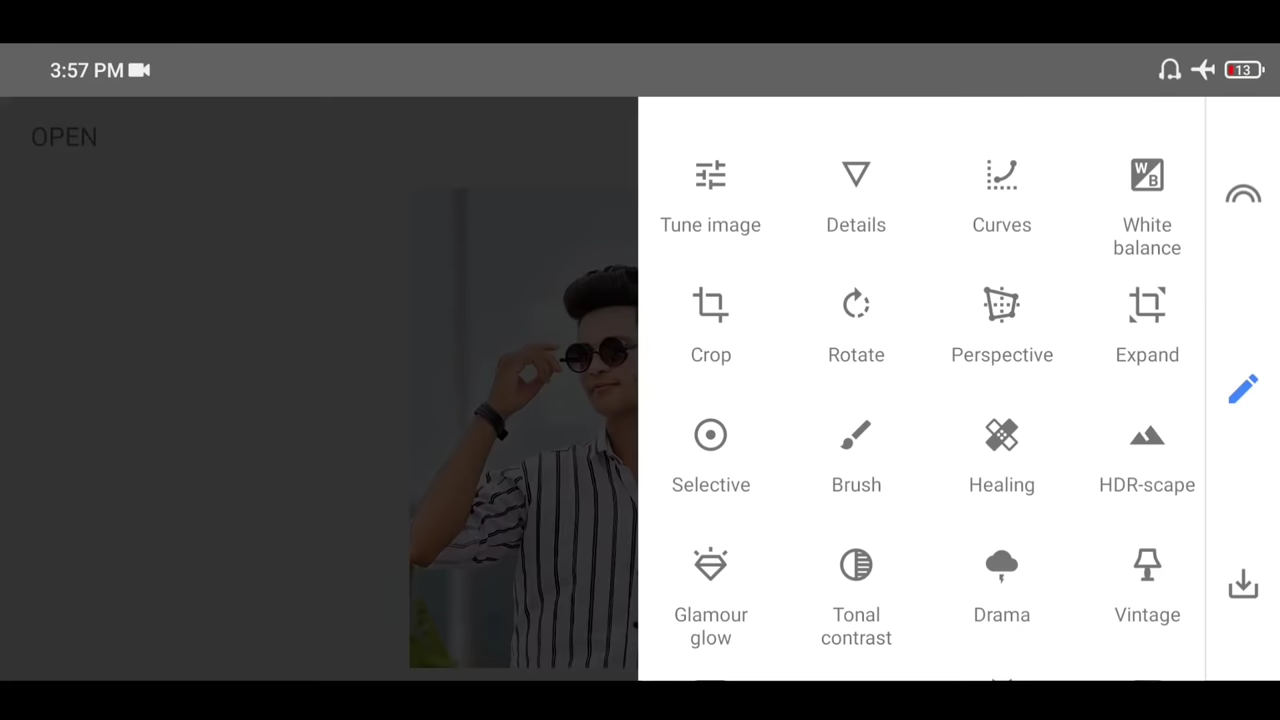 3:57 PM
13
OPEN
Tune image
Details
Curves
W
B
White
balance
Crop
Rotate
Perspective
Expand
Selective
Brush
Healing
HDR-scape
Glamour
glow
Tonal
contrast
Drama
Vintage